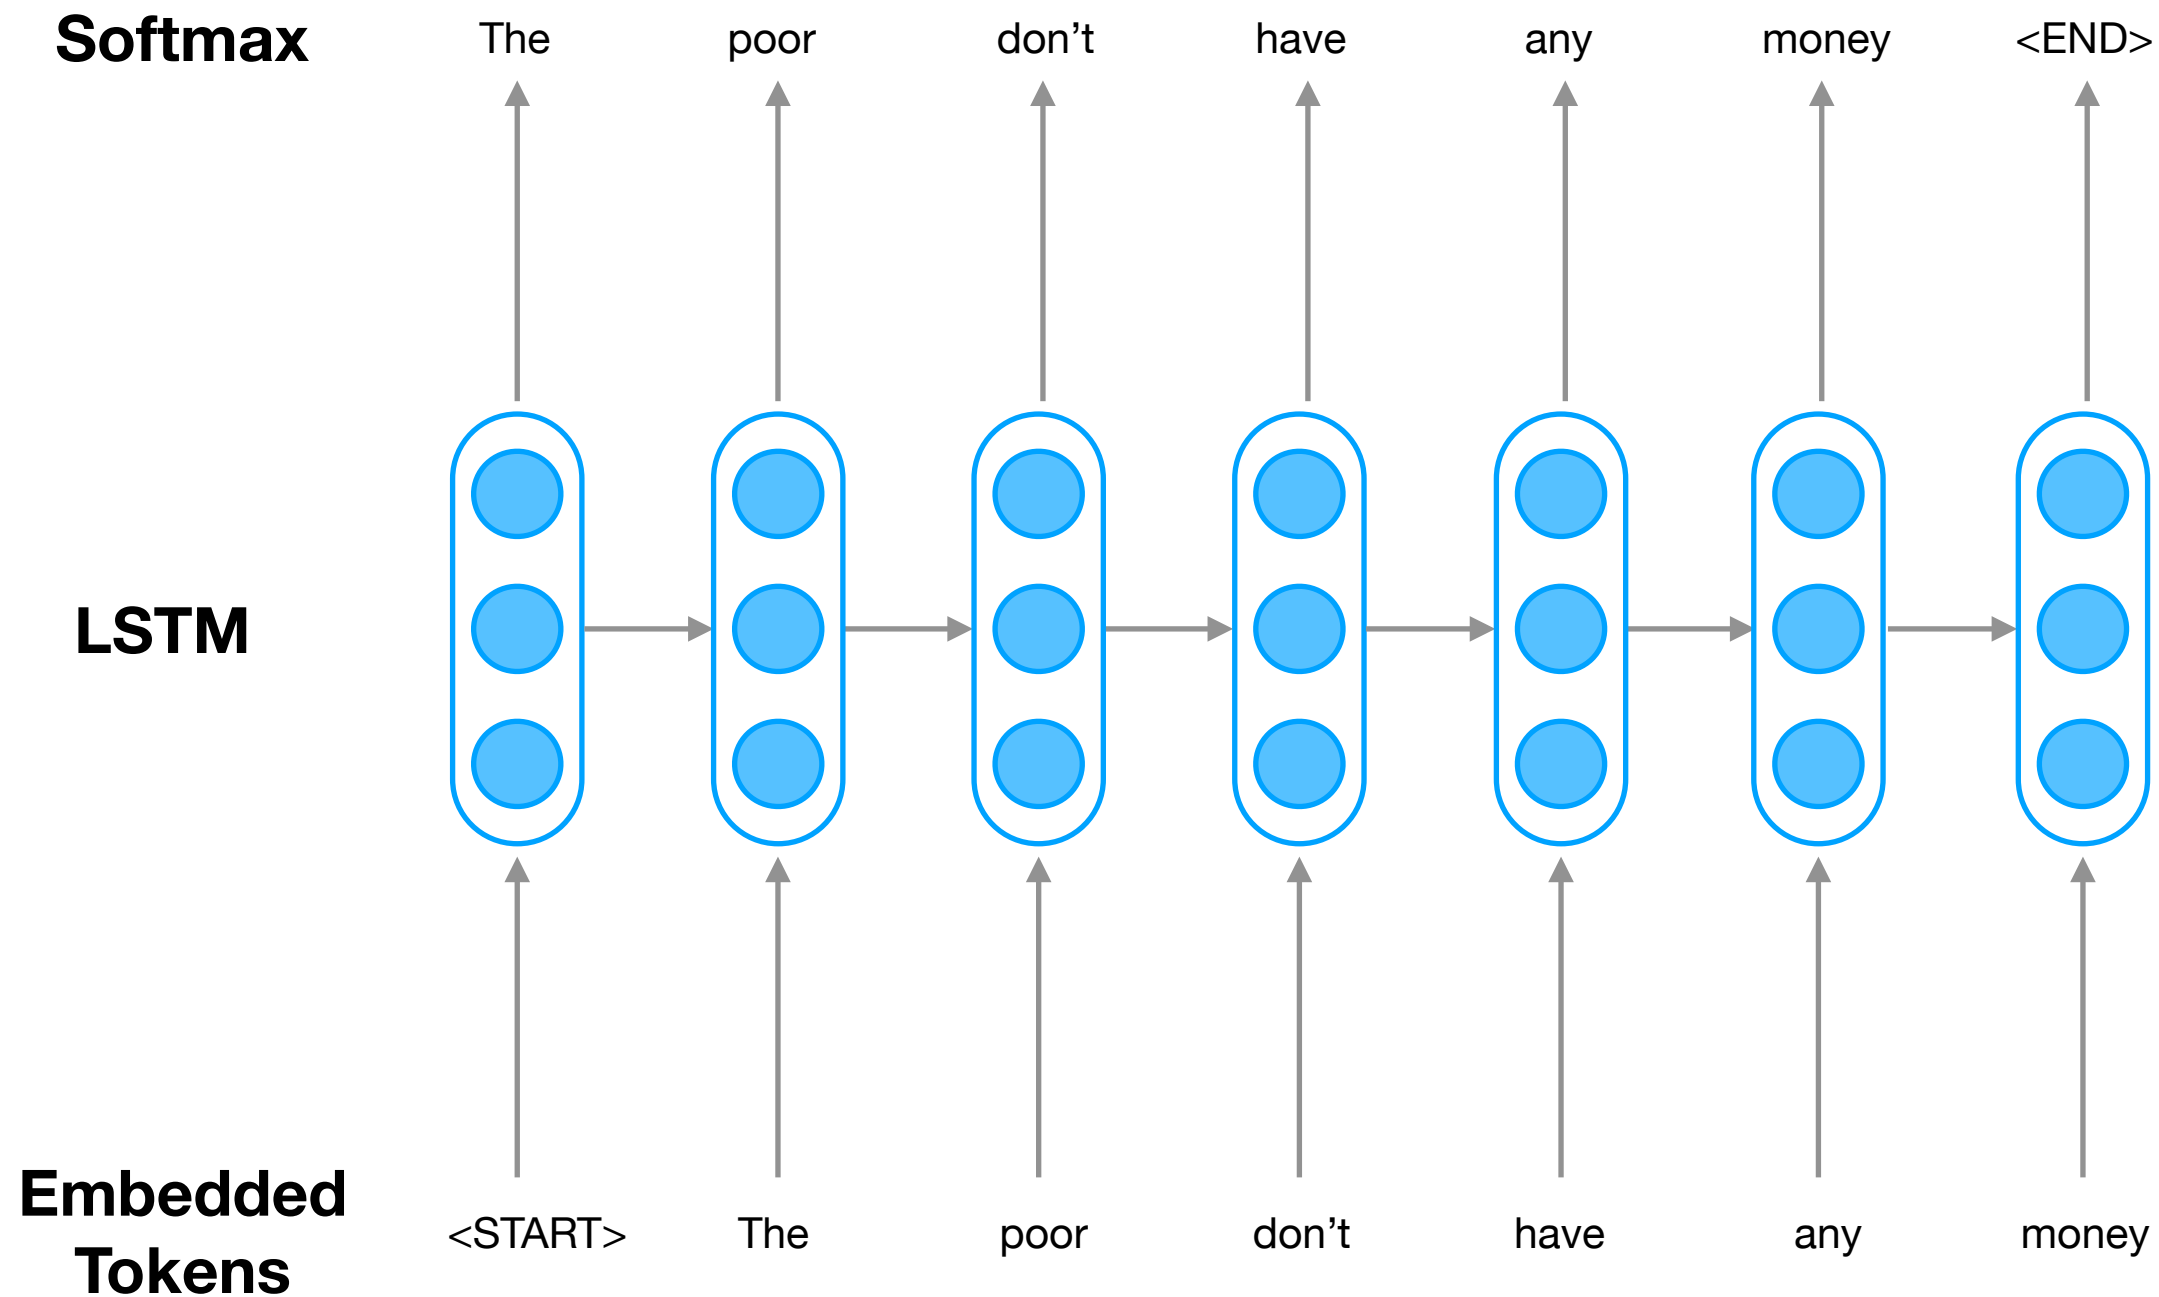 Softmax The poor don’t have any money <END>
LSTM
Embedded
Tokens
<START> The poor don’t have any money